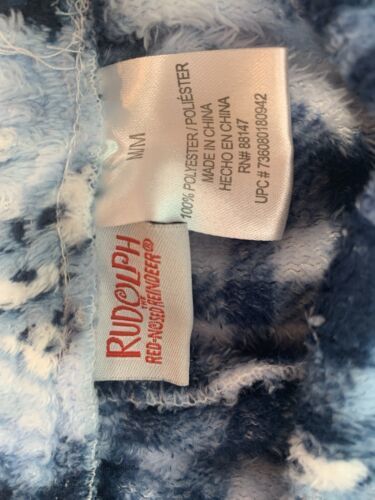 M/M
100% POLYESTER / POLIÉSTER
MADE IN CHINA
HECHO EN CHINA
RN# 88147
UPC # 736080180942
RUDOLPH
THE
RED-NOSED REINDEER®